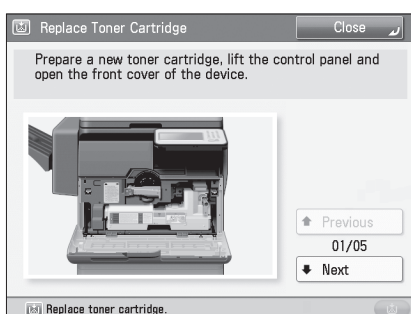 Replace Toner Cartridge
Close
Prepare a new toner cartridge, lift the control panel and
open the front cover of the device.
Previous
01/05
Next
Replace toner cartridge.